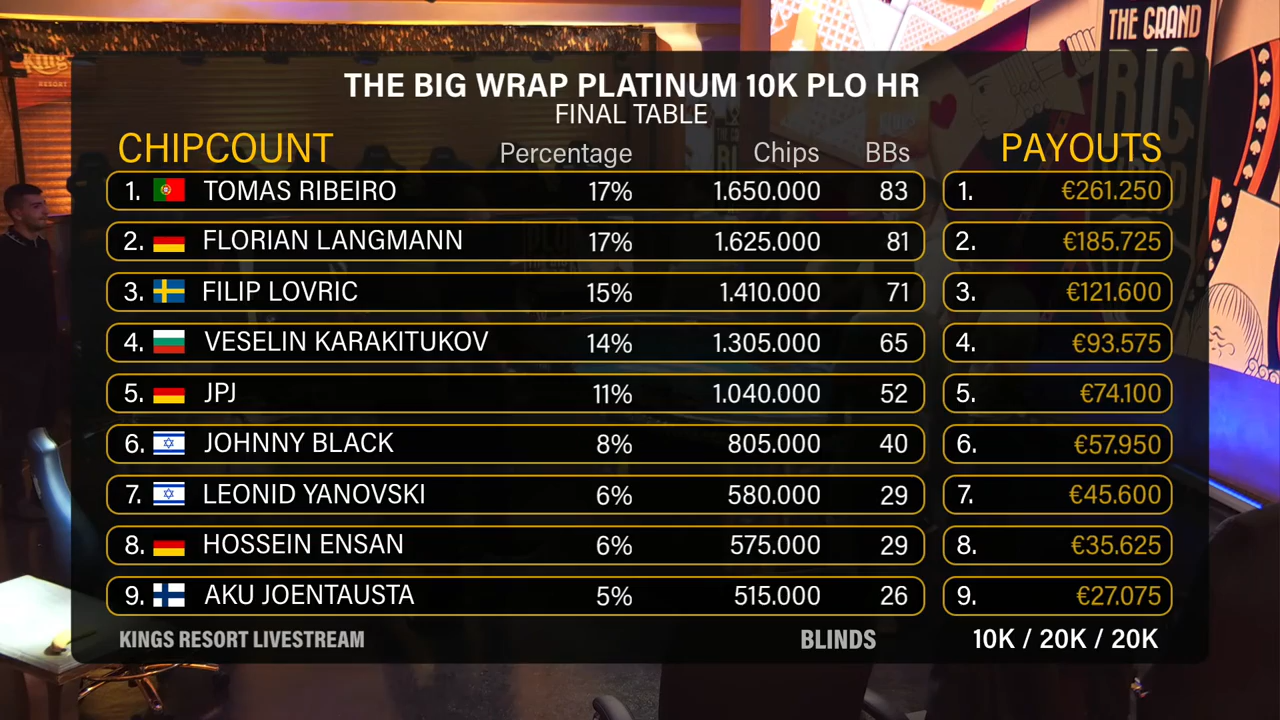 THE GRAND
BIG
King's
RESORT
THE BIG WRAP PLATINUM 10K PLO HR
FINAL TABLE
CHIPCOUNT Percentage Chips BBs PAYOUTS
1. TOMAS RIBEIRO 17% 1.650.000 83 1. €261.250
2. FLORIAN LANGMANN 17% 1.625.000 81 2. €185.725
3. FILIP LOVRIC 15% 1.410.000 71 3. €121.600
4. VESELIN KARAKITUKOV 14% 1.305.000 65 4. €93.575
5. JPJ 11% 1.040.000 52 5. €74.100
6. JOHNNY BLACK 8% 805.000 40 6. €57.950
7. LEONID YANOVSKI 6% 580.000 29 7. €45.600
8. HOSSEIN ENSAN 6% 575.000 29 8. €35.625
9. AKU JOENTAUSTA 5% 515.000 26 9. €27.075
KINGS RESORT LIVESTREAM BLINDS 10K / 20K / 20K